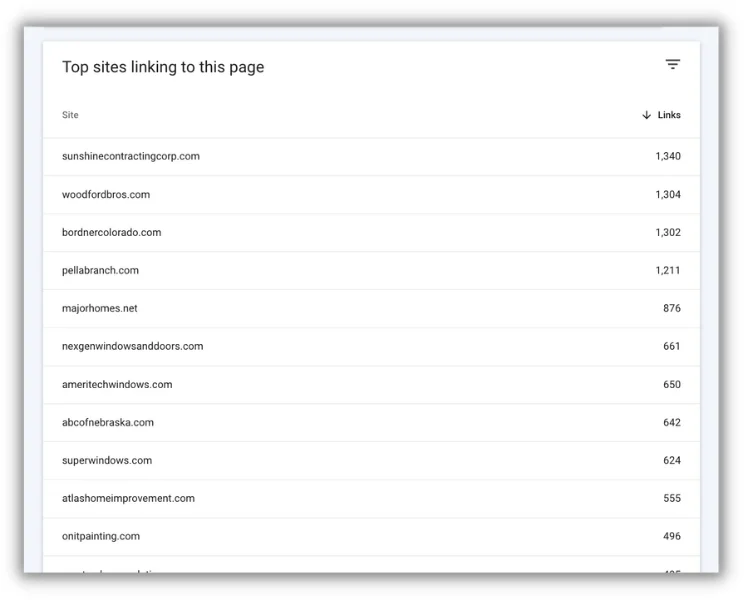 Top sites linking to this page
Site Links
sunshinecontractingcorp.com 1,340
woodfordbros.com 1,304
bordnercolorado.com 1,302
pellabranch.com 1,211
majorhomes.net 876
nexgenwindowsanddoors.com 661
ameritechwindows.com 650
abcofnebraska.com 642
superwindows.com 624
atlashomeimprovement.com 555
onitpainting.com 496